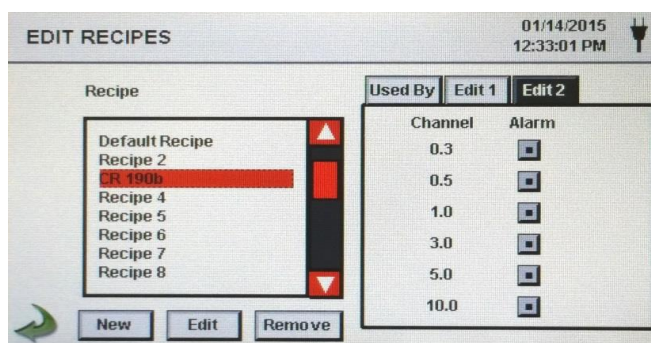 EDIT RECIPES
01/14/2015
12:33:01 PM
Recipe
Default Recipe
Recipe 2
CR 190b
Recipe 4
Recipe 5
Recipe 6
Recipe 7
Recipe 8
New Edit Remove
Used By Edit 1 Edit 2
Channel Alarm
0.3
0.5
1.0
3.0
5.0
10.0